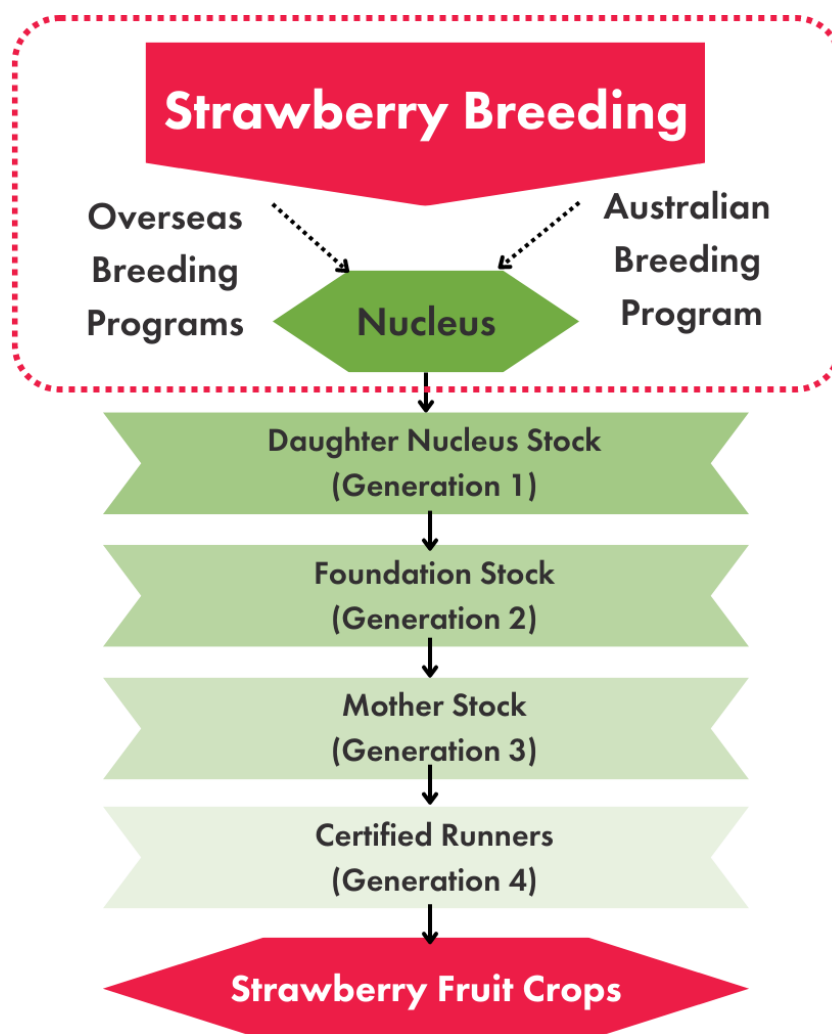 Strawberry Breeding
Overseas
Breeding
Programs
Australian
Breeding
Program
Nucleus
Daughter Nucleus Stock
(Generation 1)
Foundation Stock
(Generation 2)
Mother Stock
(Generation 3)
Certified Runners
(Generation 4)
Strawberry Fruit Crops